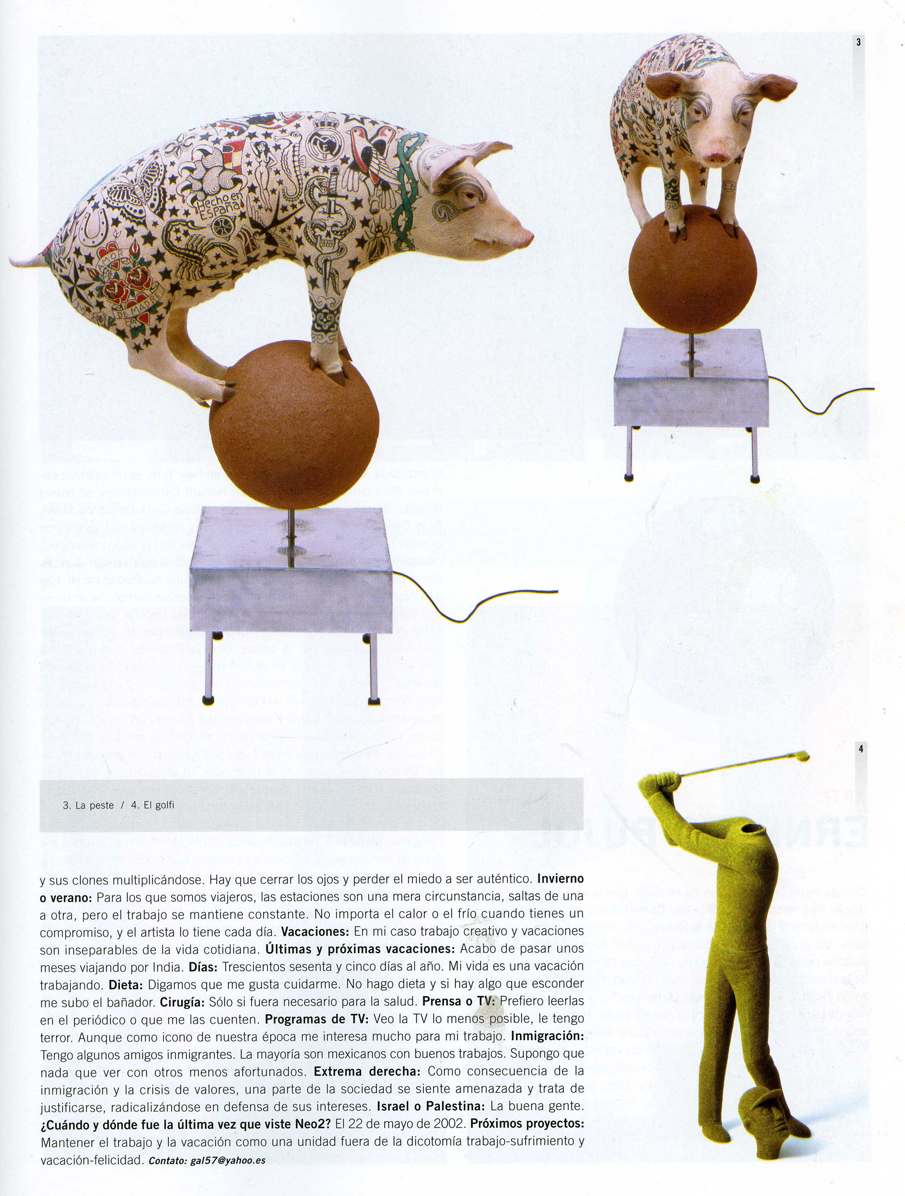 3
Hecho en
España
AMOR
DE MADRE
4
3. La peste / 4. El golfi
y sus clones multiplicándose. Hay que cerrar los ojos y perder el miedo a ser auténtico. Invierno
o verano: Para los que somos viajeros, las estaciones son una mera circunstancia, saltas de una
a otra, pero el trabajo se mantiene constante. No importa el calor o el frío cuando tienes un
compromiso, y el artista lo tiene cada día. Vacaciones: En mi caso trabajo creativo y vacaciones
son inseparables de la vida cotidiana. Últimas y próximas vacaciones: Acabo de pasar unos
meses viajando por India. Días: Trescientos sesenta y cinco días al año. Mi vida es una vacación
trabajando. Dieta: Digamos que me gusta cuidarme. No hago dieta y si hay algo que esconder
me subo el bañador. Cirugía: Sólo si fuera necesario para la salud. Prensa o TV: Prefiero leerlas
en el periódico o que me las cuenten. Programas de TV: Veo la TV lo menos posible, le tengo
terror. Aunque como icono de nuestra época me interesa mucho para mi trabajo. Inmigración:
Tengo algunos amigos inmigrantes. La mayoría son mexicanos con buenos trabajos. Supongo que
nada que ver con otros menos afortunados. Extrema derecha: Como consecuencia de la
inmigración y la crisis de valores, una parte de la sociedad se siente amenazada y trata de
justificarse, radicalizándose en defensa de sus intereses. Israel o Palestina: La buena gente.
¿Cuándo y dónde fue la última vez que viste Neo2? El 22 de mayo de 2002. Próximos proyectos:
Mantener el trabajo y la vacación como una unidad fuera de la dicotomía trabajo-sufrimiento y
vacación-felicidad. Contato: gal57@yahoo.es